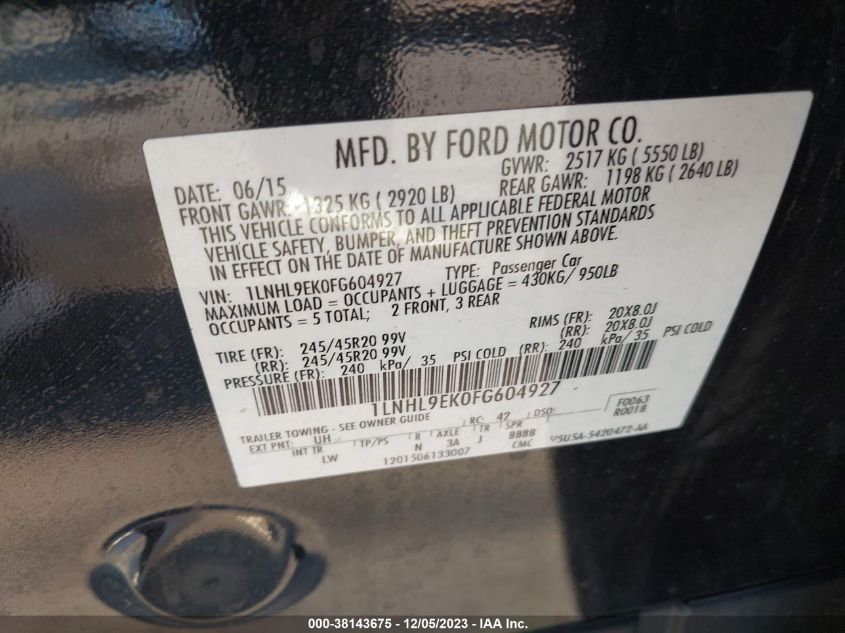 MFD. BY FORD MOTOR CO.
DATE: 06/15 GVWR: 2517 KG ( 5550 LB)
FRONT GAWR: 1325 KG ( 2920 LB) REAR GAWR: 1198 KG ( 2640 LB)
THIS VEHICLE CONFORMS TO ALL APPLICABLE FEDERAL MOTOR
VEHICLE SAFETY, BUMPER, AND THEFT PREVENTION STANDARDS
IN EFFECT ON THE DATE OF MANUFACTURE SHOWN ABOVE.
VIN: 1LNHL9EK0FG604927 TYPE: Passenger Car
MAXIMUM LOAD = OCCUPANTS + LUGGAGE = 430KG/ 950LB
OCCUPANTS = 5 TOTAL; 2 FRONT, 3 REAR
TIRE (FR): 245/45R20 99V RIMS (FR): 20X8.0J
(RR): 245/45R20 99V (RR): 20X8.0J
PRESSURE (FR): 240 kPa/ 35 PSI COLD (RR): 240 kPa/ 35 PSI COLD
1LNHL9EK0FG604927
F0063
TRAILER TOWING - SEE OWNER GUIDE RC: 42 DSO: R0018
EXT PNT: UH
INT TR TP/PS R AXLE TR SPR
LW N 3A J BBBB
1201506133007 CMC
000-38143675 - 12/05/2023 - IAA Inc.